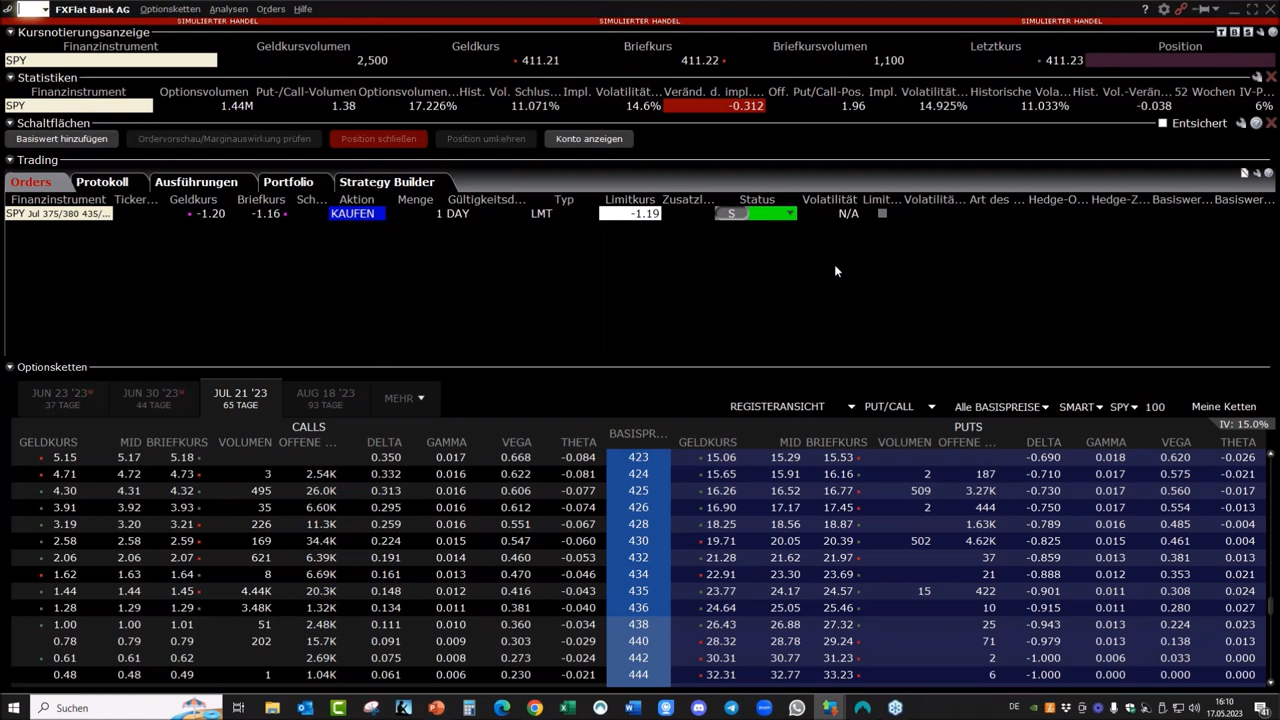 FXFlat Bank AG Optionsketten Analysen Orders Hilfe
SIMULIERTER HANDEL SIMULIERTER HANDEL SIMULIERTER HANDEL
Kursnotierungsanzeige
Finanzinstrument Geldkursvolumen Geldkurs Briefkurs Briefkursvolumen Letztkurs Position
SPY 2,500 411.21 411.22 1,100 411.23
Statistiken
Finanzinstrument Optionsvolumen Put-/Call-Volumen Optionsvolumen... Hist. Vol. Schlus... Impl. Volatilität... Veränd. d. impl.... Off. Put/Call-Pos. Impl. Volatilität... Historische Vola... Hist. Vol.-Verän... 52 Wochen IV-P...
SPY 1.44M 1.38 17.226% 11.071% 14.6% -0.312 1.96 14.925% 11.033% -0.038 6%
Schaltflächen
Entsichert
Basiswert hinzufügen Ordervorschau/Marginauswirkung prüfen Position schließen Position umkehren Konto anzeigen
Trading
Orders Protokoll Ausführungen Portfolio Strategy Builder
Finanzinstrument Ticker... Geldkurs Briefkurs Sch... Aktion Menge Gültigkeitsd... Typ Limitkurs Zusatzl... Status Volatilität Limit... Volatilitä... Art des ... Hedge-O... Hedge-Z... Basiswer... Basiswer...
SPY Jul 375/380 435/... -1.20 -1.16 KAUFEN 1 DAY LMT -1.19 S N/A
Optionsketten
JUN 23 '23W JUN 30 '23W JUL 21 '23 AUG 18 '23 MEHR
37 TAGE 44 TAGE 65 TAGE 93 TAGE
REGISTERANSICHT PUT/CALL Alle BASISPREISE SMART SPY 100 Meine Ketten
CALLS PUTS IV: 15.0%
GELDKURS MID BRIEFKURS VOLUMEN OFFENE ... DELTA GAMMA VEGA THETA BASISPR... GELDKURS MID BRIEFKURS VOLUMEN OFFENE ... DELTA GAMMA VEGA THETA
5.15 5.17 5.18 0.350 0.017 0.668 -0.084 423 15.06 15.29 15.53 -0.690 0.018 0.620 -0.026
4.71 4.72 4.73 3 2.54K 0.332 0.016 0.622 -0.081 424 15.65 15.91 16.16 2 187 -0.710 0.017 0.575 -0.016
4.30 4.31 4.32 495 26.0K 0.313 0.016 0.606 -0.077 425 16.26 16.52 16.77 509 3.27K -0.730 0.016 0.560 -0.017
3.91 3.92 3.93 35 6.60K 0.295 0.016 0.612 -0.074 426 16.90 17.17 17.45 2 444 -0.750 0.017 0.554 -0.013
3.19 3.20 3.21 226 11.3K 0.259 0.016 0.551 -0.067 428 18.25 18.56 18.87 1.63K -0.789 0.016 0.485 -0.004
2.58 2.58 2.59 169 34.4K 0.224 0.015 0.547 -0.060 430 19.71 20.05 20.39 502 4.62K -0.825 0.015 0.461 0.004
2.06 2.06 2.07 621 6.39K 0.191 0.014 0.460 -0.053 432 21.28 21.62 21.97 37 -0.859 0.013 0.381 0.013
1.62 1.63 1.64 8 6.69K 0.161 0.013 0.470 -0.046 434 22.91 23.30 23.69 21 -0.888 0.012 0.353 0.021
1.44 1.44 1.45 4.44K 20.3K 0.148 0.012 0.416 -0.043 435 23.77 24.17 24.57 15 422 -0.901 0.011 0.308 0.024
1.28 1.29 1.29 3.48K 1.32K 0.134 0.011 0.381 -0.040 436 24.64 25.05 25.46 10 -0.915 0.011 0.280 0.027
1.00 1.00 1.01 51 2.48K 0.111 0.010 0.360 -0.034 438 26.43 26.88 27.32 25 -0.943 0.011 0.224 0.023
0.78 0.79 0.79 202 15.7K 0.091 0.009 0.303 -0.029 440 28.32 28.78 29.24 71 -0.979 0.013 0.138 0.013
0.61 0.61 0.62 2.69K 0.075 0.008 0.273 -0.024 442 30.31 30.77 31.23 2 -1.000 0.006 0.033 0.000
0.48 0.48 0.49 1 1.04K 0.061 0.006 0.230 -0.021 444 32.31 32.77 33.23 6 -1.000 0.000 0.000 0.000
Suchen DE 16:10
17.05.2023 41